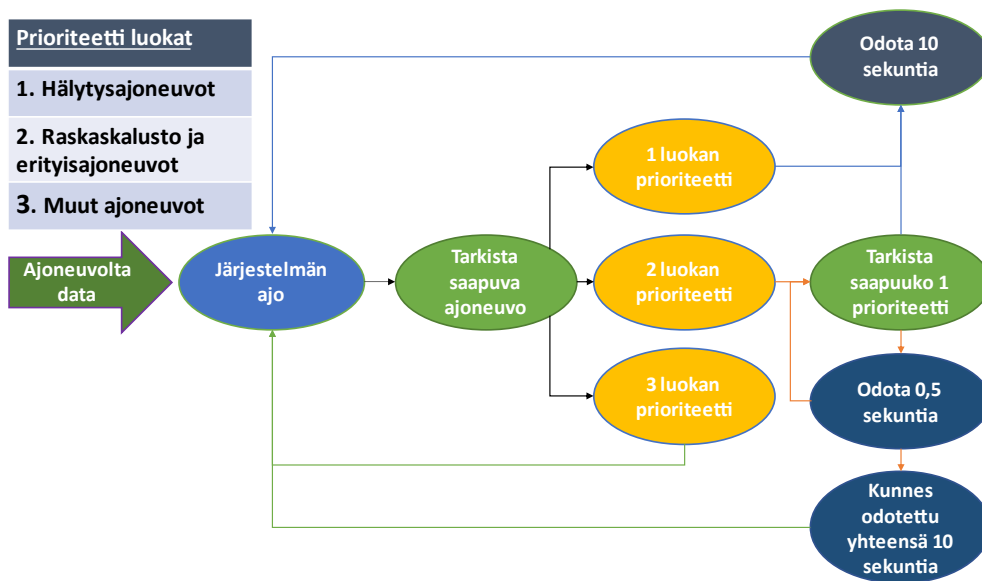 Prioriteetti luokat
1. Hälytysajoneuvot
2. Raskaskalusto ja
erityisajoneuvot
3. Muut ajoneuvot
Ajoneuvolta
data
Järjestelmän
ajo
Tarkista
saapuva
ajoneuvo
1 luokan
prioriteetti
2 luokan
prioriteetti
3 luokan
prioriteetti
Odota 10
sekuntia
Tarkista
saapuuko 1
prioriteetti
Odota 0,5
sekuntia
Kunnes
odotettu
yhteensä 10
sekuntia